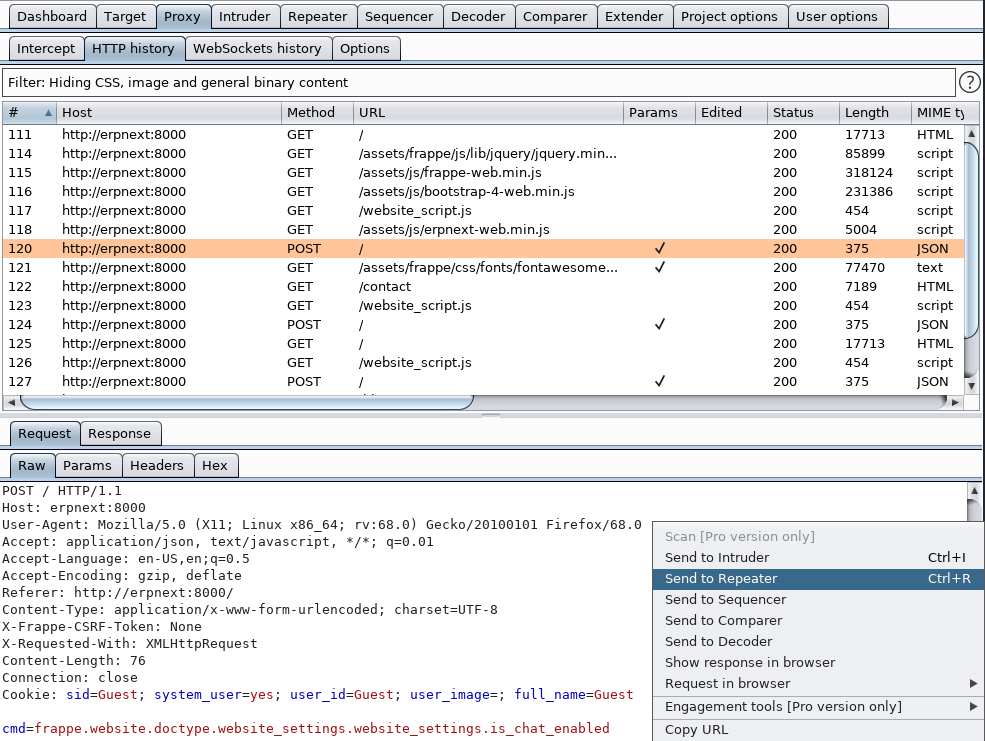 Dashboard Target Proxy Intruder Repeater Sequencer Decoder Comparer Extender Project options User options
Intercept HTTP history WebSockets history Options
Filter: Hiding CSS, image and general binary content ?
# Host Method URL Params Edited Status Length MIME ty
111 http://erpnext:8000 GET / 200 17713 HTML
114 http://erpnext:8000 GET /assets/frappe/js/lib/jquery/jquery.min... 200 85899 script
115 http://erpnext:8000 GET /assets/js/frappe-web.min.js 200 318124 script
116 http://erpnext:8000 GET /assets/js/bootstrap-4-web.min.js 200 231386 script
117 http://erpnext:8000 GET /website_script.js 200 454 script
118 http://erpnext:8000 GET /assets/js/erpnext-web.min.js 200 5004 script
120 http://erpnext:8000 POST / ✓ 200 375 JSON
121 http://erpnext:8000 GET /assets/frappe/css/fonts/fontawesome... ✓ 200 77470 text
122 http://erpnext:8000 GET /contact 200 7189 HTML
123 http://erpnext:8000 GET /website_script.js 200 454 script
124 http://erpnext:8000 POST / ✓ 200 375 JSON
125 http://erpnext:8000 GET / 200 17713 HTML
126 http://erpnext:8000 GET /website_script.js 200 454 script
127 http://erpnext:8000 POST / ✓ 200 375 JSON
Request Response
Raw Params Headers Hex
POST / HTTP/1.1
Host: erpnext:8000
User-Agent: Mozilla/5.0 (X11; Linux x86_64; rv:68.0) Gecko/20100101 Firefox/68.0
Accept: application/json, text/javascript, */*; q=0.01
Accept-Language: en-US,en;q=0.5
Accept-Encoding: gzip, deflate
Referer: http://erpnext:8000/
Content-Type: application/x-www-form-urlencoded; charset=UTF-8
X-Frappe-CSRF-Token: None
X-Requested-With: XMLHttpRequest
Content-Length: 76
Connection: close
Cookie: sid=Guest; system_user=yes; user_id=Guest; user_image=; full_name=Guest
cmd=frappe.website.doctype.website_settings.website_settings.is_chat_enabled
Scan [Pro version only]
Send to Intruder Ctrl+I
Send to Repeater Ctrl+R
Send to Sequencer
Send to Comparer
Send to Decoder
Show response in browser
Request in browser
Engagement tools [Pro version only]
Copy URL